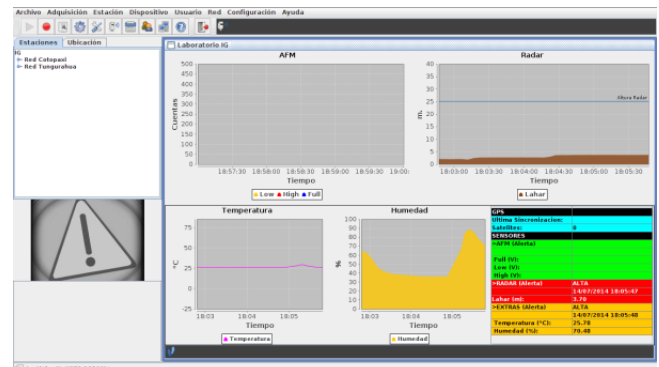 Archivo Adquisición Estación Dispositivo Usuario Red Configuración Ayuda
Estaciones Ubicación
IG
Red Cotopaxi
Red Tungurahua
Laboratorio IG
AFM
500
450
400
350
300
250
200
150
100
50
0
Cuentas
18:57:30 18:58:00 18:58:30 18:59:00 18:59:30 19:00:
Tiempo
Low High Full
Radar
40
35
30
25
20
15
10
5
0
m.
Altura Radar
18:03:00 18:03:30 18:04:00 18:04:30 18:05:00 18:05:30
Tiempo
Lahar
Temperatura
75
50
25
0
-25
°C
18:03 18:04 18:05
Tiempo
Temperatura
Humedad
100
90
80
70
60
50
40
30
20
10
0
%
18:03 18:04 18:05
Tiempo
Humedad
GPS
Ultima Sincronizacion:
Satelites: 0
SENSORES
>AFM (Alerta)
Full (V):
Low (V):
High (V):
>RADAR (Alerta) ALTA
14/07/2014 18:05:47
Lahar (m): 3.70
>EXTRAS (Alerta) ALTA
14/07/2014 18:05:48
Temperatura (°C): 25.78
Humedad (%): 70.48